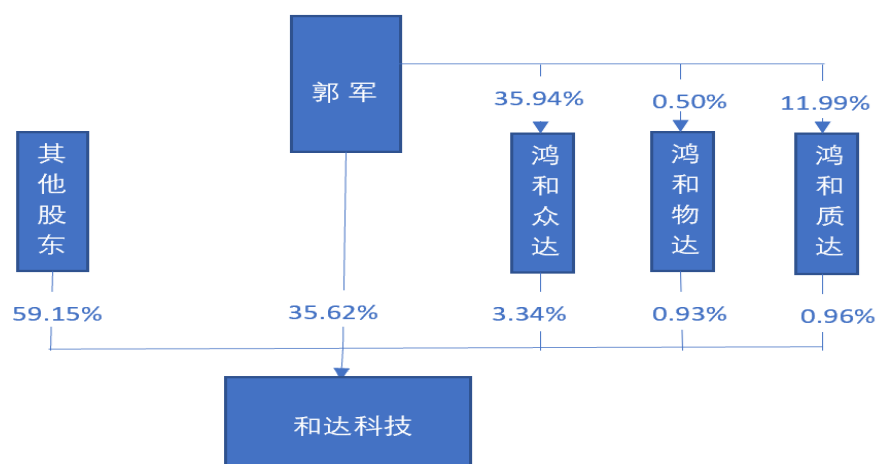 郭 军
35.94%
0.50%
11.99%
其他股东
鸿和众达
鸿和物达
鸿和质达
59.15%
35.62%
3.34%
0.93%
0.96%
和达科技